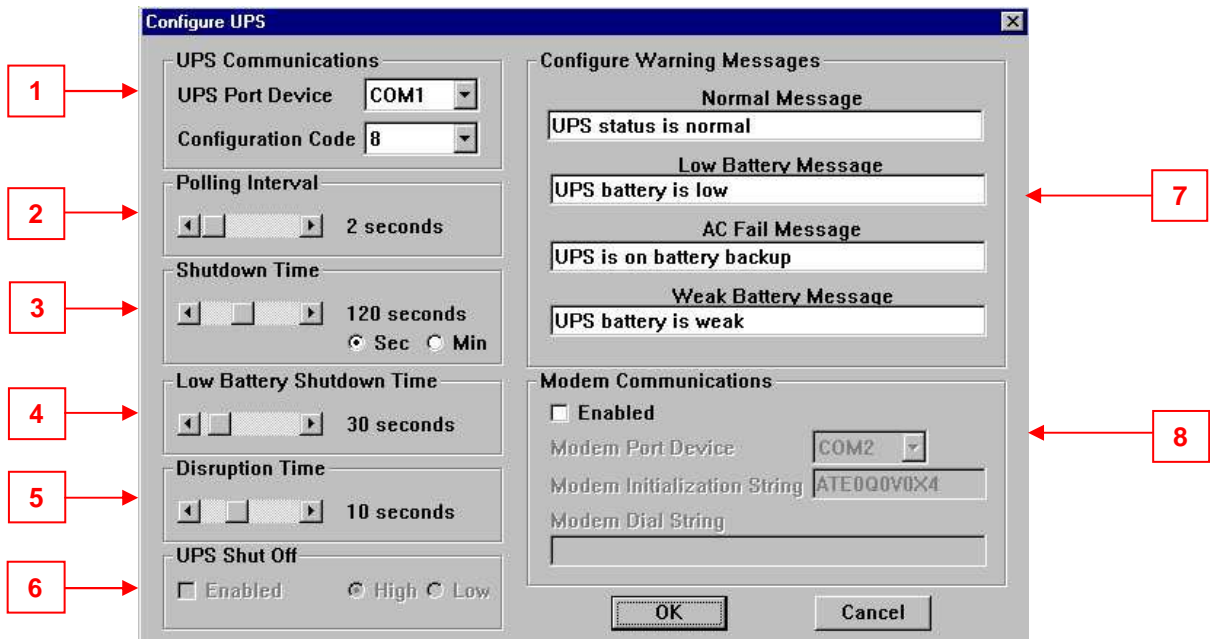 Configure UPS
1
UPS Communications
UPS Port Device COM1
Configuration Code 8
2
Polling Interval
2 seconds
3
Shutdown Time
120 seconds
Sec Min
4
Low Battery Shutdown Time
30 seconds
5
Disruption Time
10 seconds
6
UPS Shut Off
Enabled High Low
Configure Warning Messages
Normal Message
UPS status is normal
Low Battery Message
UPS battery is low
7
AC Fail Message
UPS is on battery backup
Weak Battery Message
UPS battery is weak
Modem Communications
Enabled
8
Modem Port Device COM2
Modem Initialization String ATE0Q0V0X4
Modem Dial String
OK Cancel